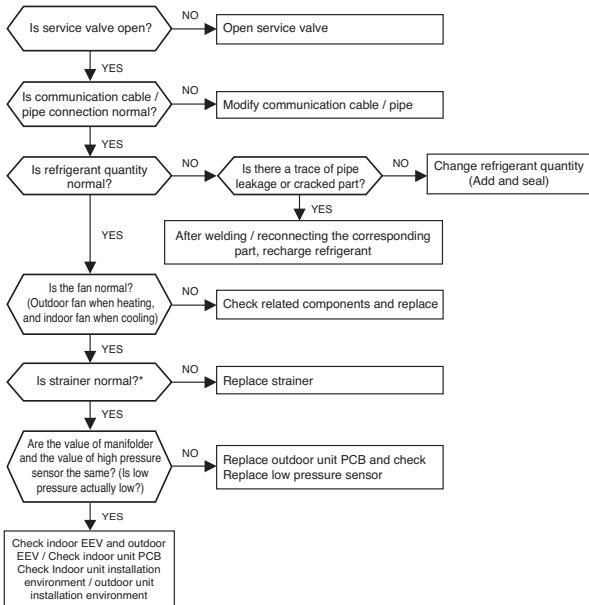 Is service valve open?
NO
Open service valve
YES
Is communication cable /
pipe connection normal?
NO
Modify communication cable / pipe
YES
Is refrigerant quantity
normal?
NO
Is there a trace of pipe
leakage or cracked part?
NO
Change refrigerant quantity
(Add and seal)
YES
After welding / reconnecting the corresponding
part, recharge refrigerant
YES
Is the fan normal?
(Outdoor fan when heating,
and indoor fan when cooling)
NO
Check related components and replace
YES
Is strainer normal?*
NO
Replace strainer
YES
Are the value of manifolder
and the value of high pressure
sensor the same? (Is low
pressure actually low?)
NO
Replace outdoor unit PCB and check
Replace low pressure sensor
YES
Check indoor EEV and outdoor
EEV / Check indoor unit PCB
Check Indoor unit installation
environment / outdoor unit
installation environment